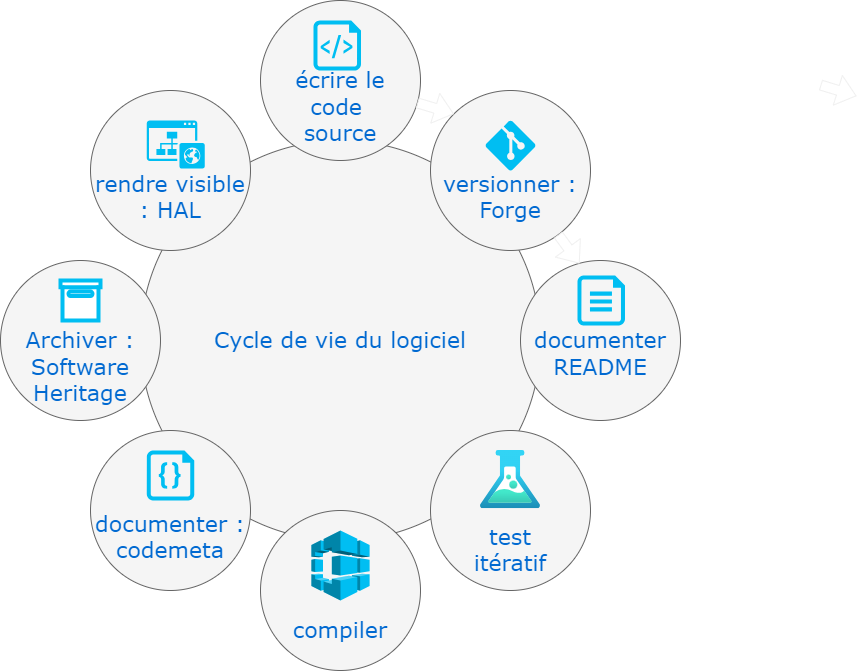 écrire le
code
source
versionner :
Forge
documenter
README
test
itératif
compiler
documenter :
codemeta
Archiver :
Software
Heritage
rendre visible
: HAL
Cycle de vie du logiciel